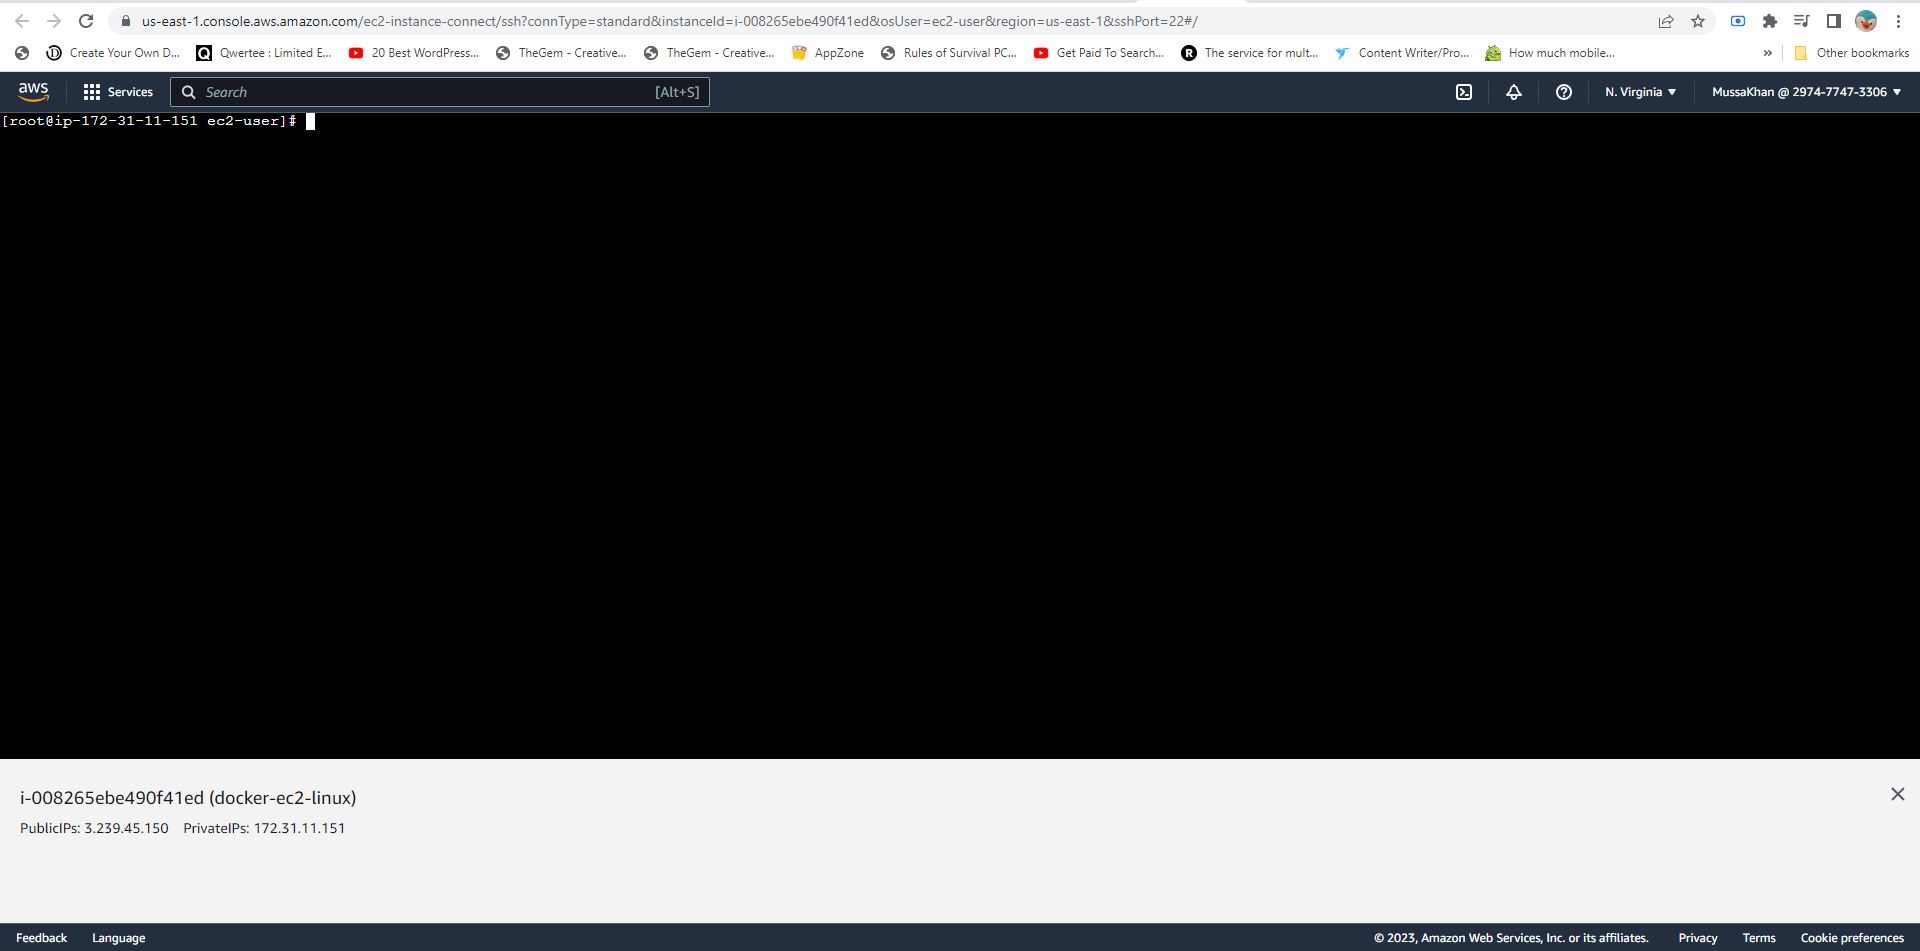 us-east-1.console.aws.amazon.com/ec2-instance-connect/ssh?connType=standard&instanceId=i-008265ebe490f41ed&osUser=ec2-user&region=us-east-1&sshPort=22#/
Create Your Own D... Qwertee : Limited E... 20 Best WordPress... TheGem - Creative... TheGem - Creative... AppZone Rules of Survival PC... Get Paid To Search... R The service for mult... Content Writer/Pro... How much mobile... » Other bookmarks
aws Services Search [Alt+S] N. Virginia MussaKhan @ 2974-7747-3306
[root@ip-172-31-11-151 ec2-user]#
i-008265ebe490f41ed (docker-ec2-linux)
PublicIPs: 3.239.45.150 PrivateIPs: 172.31.11.151
Feedback Language © 2023, Amazon Web Services, Inc. or its affiliates. Privacy Terms Cookie preferences